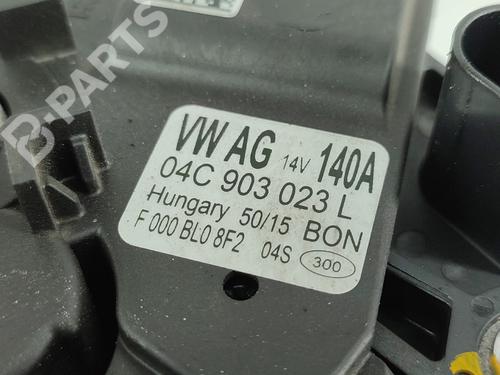 B-PARTS
VW AG 14V 140A
04C 903 023 L
Hungary 50/15 BON
F 000 BL0 8F2 04S 300